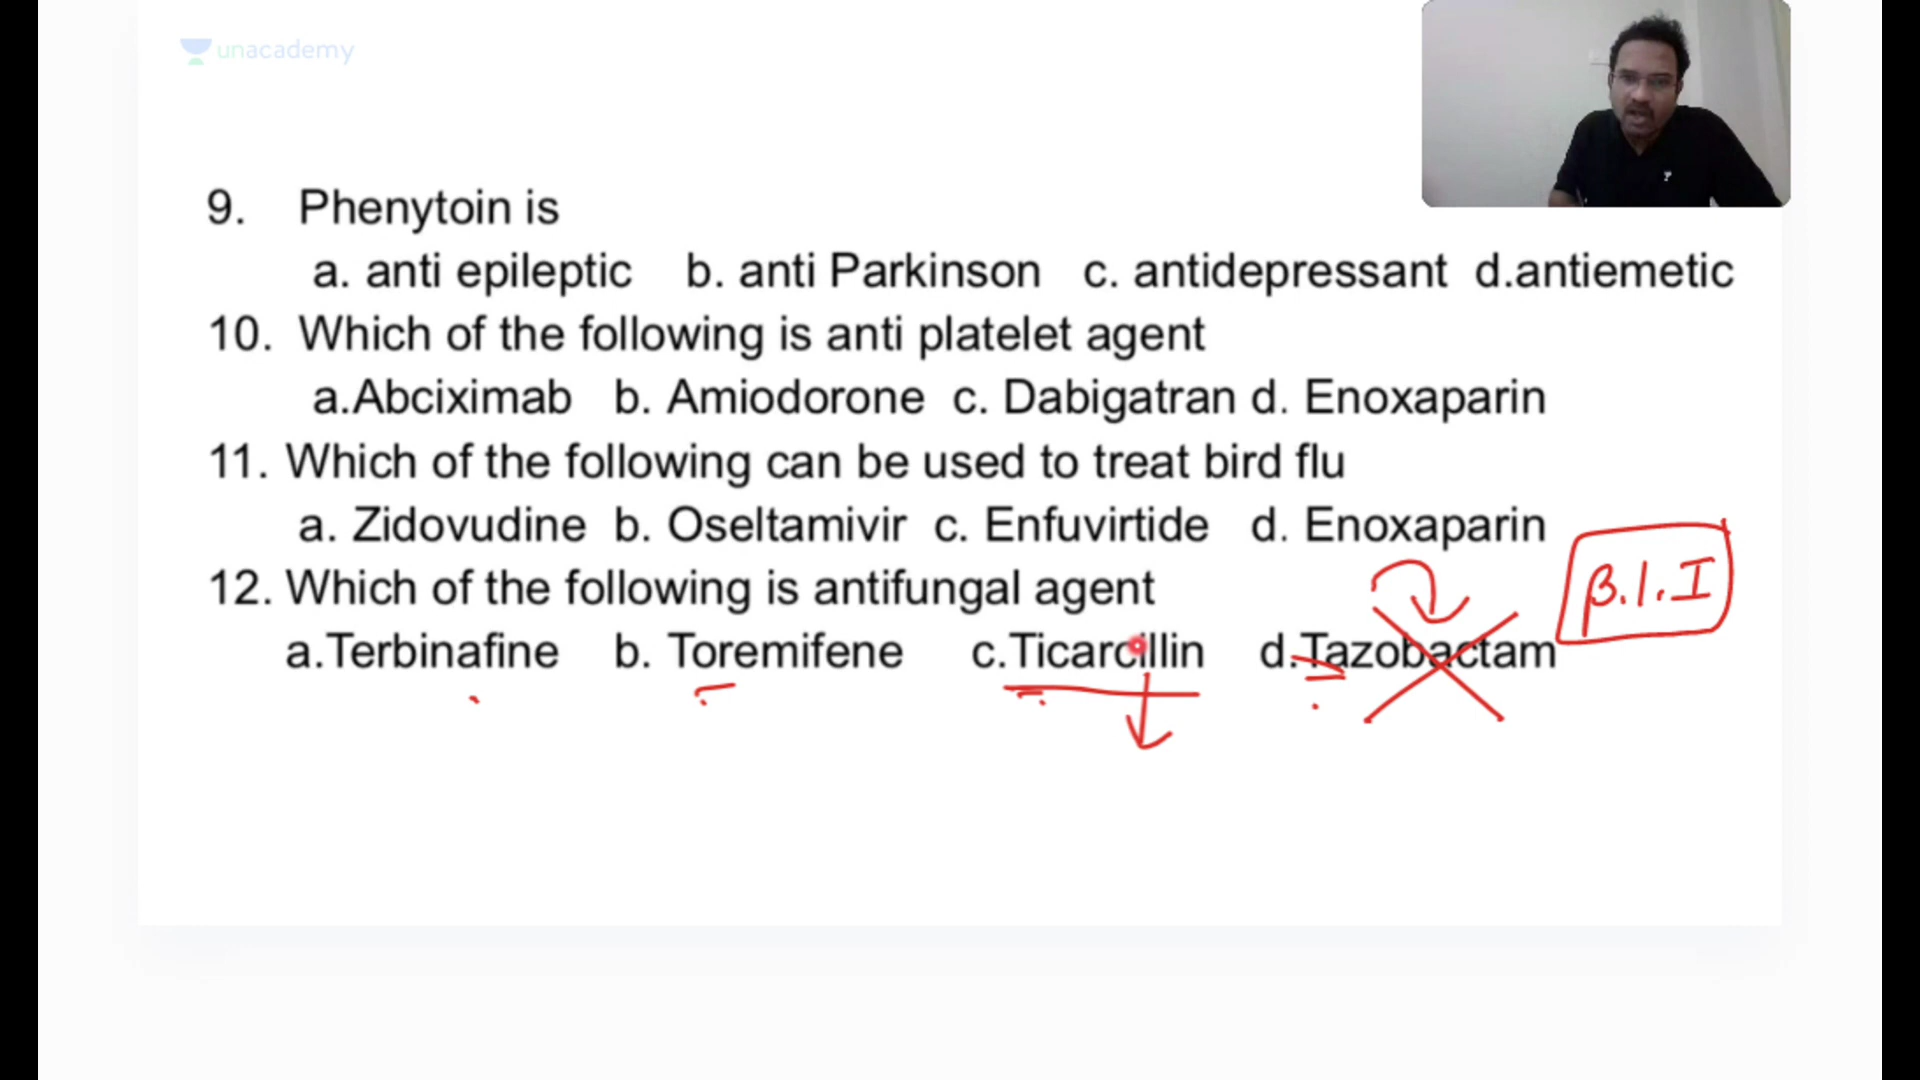 unacademy
9. Phenytoin is
a. anti epileptic b. anti Parkinson c. antidepressant d.antiemetic
10. Which of the following is anti platelet agent
a.Abciximab b. Amiodorone c. Dabigatran d. Enoxaparin
11. Which of the following can be used to treat bird flu
a. Zidovudine b. Oseltamivir c. Enfuvirtide d. Enoxaparin
12. Which of the following is antifungal agent
β.l.I
a.Terbinafine b. Toremifene c.Ticarcillin d.Tazobactam